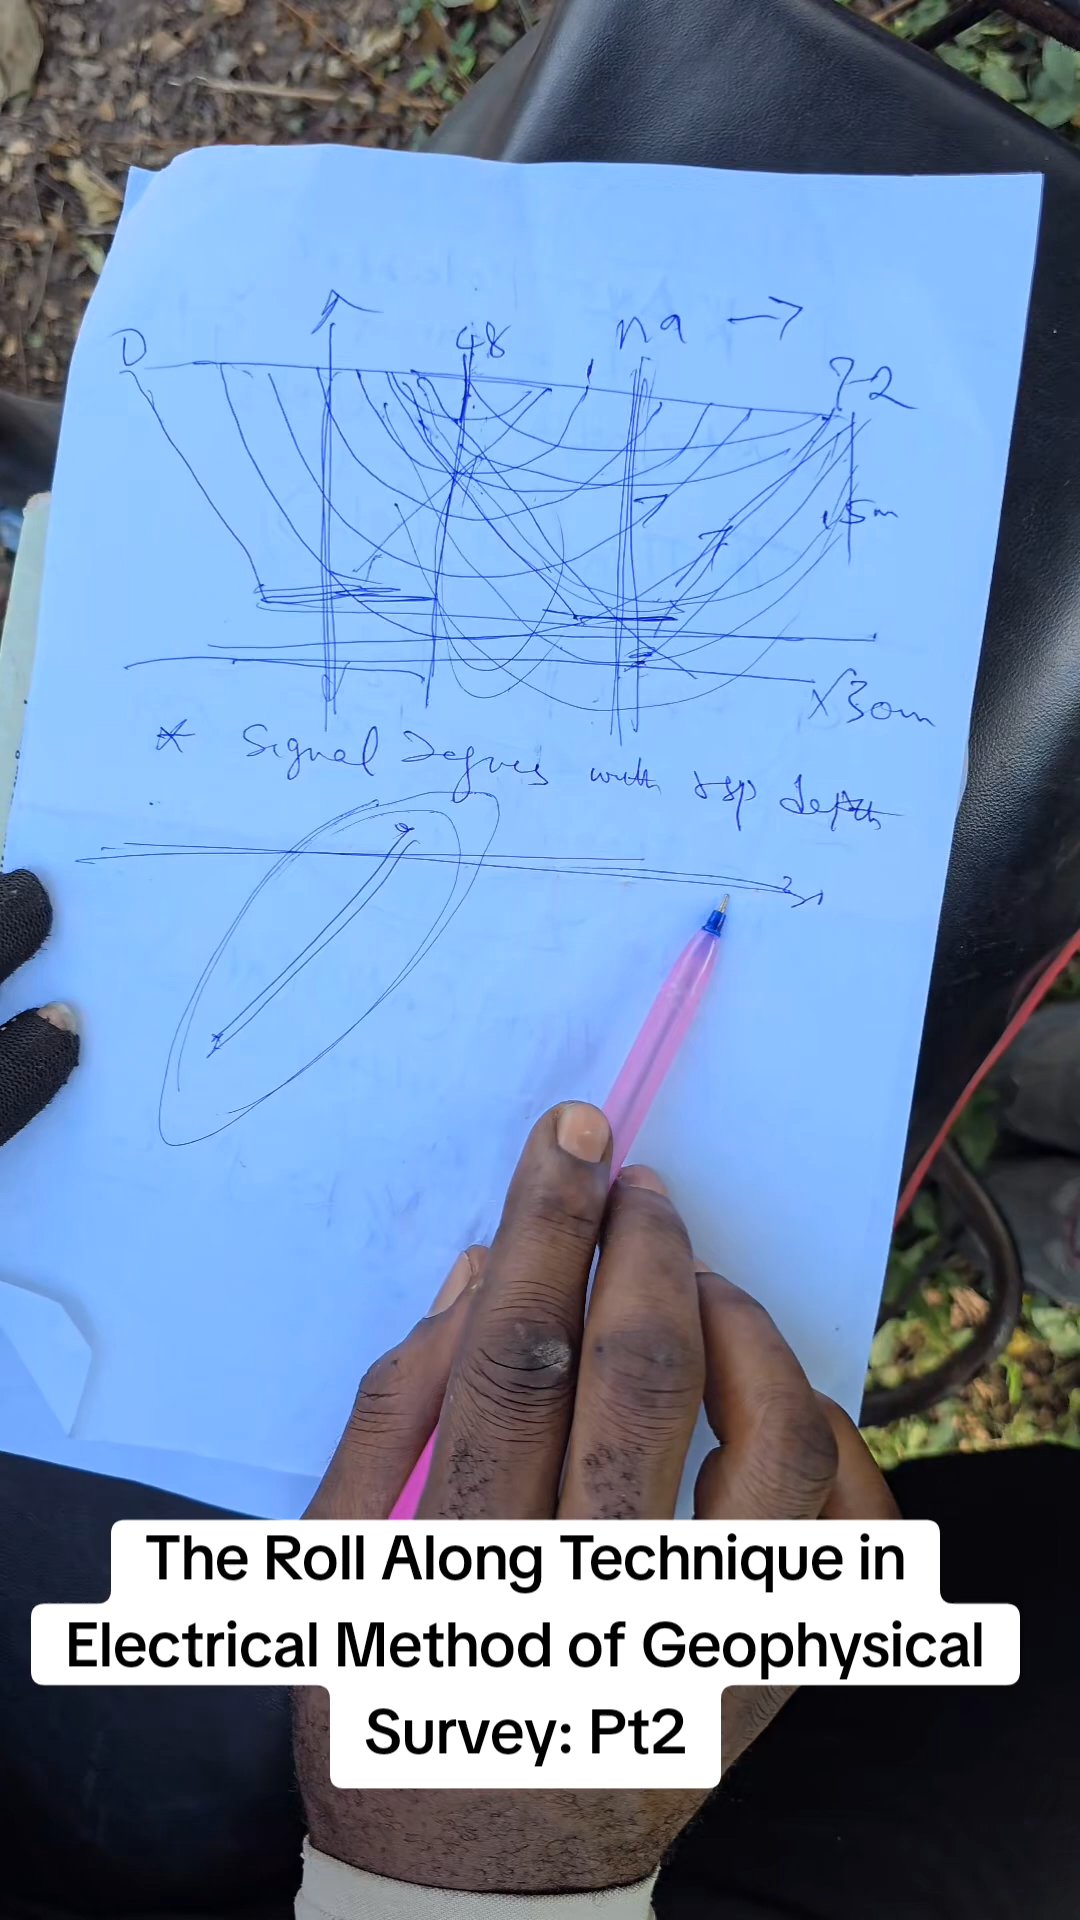 0 48 na → 72
15m
x 30m
* Signal with depth
The Roll Along Technique in
Electrical Method of Geophysical
Survey: Pt2